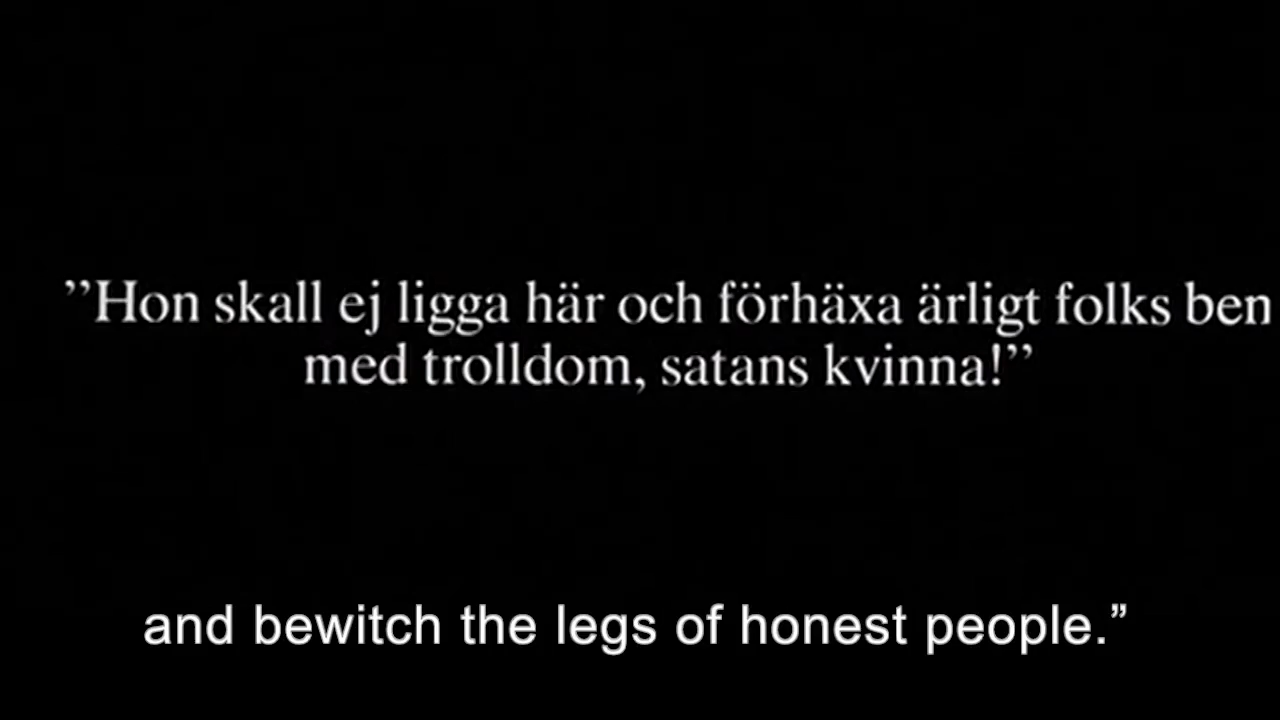 ”Hon skall ej ligga här och förhäxa ärligt folks ben
med trolldom, satans kvinna!”
and bewitch the legs of honest people.”